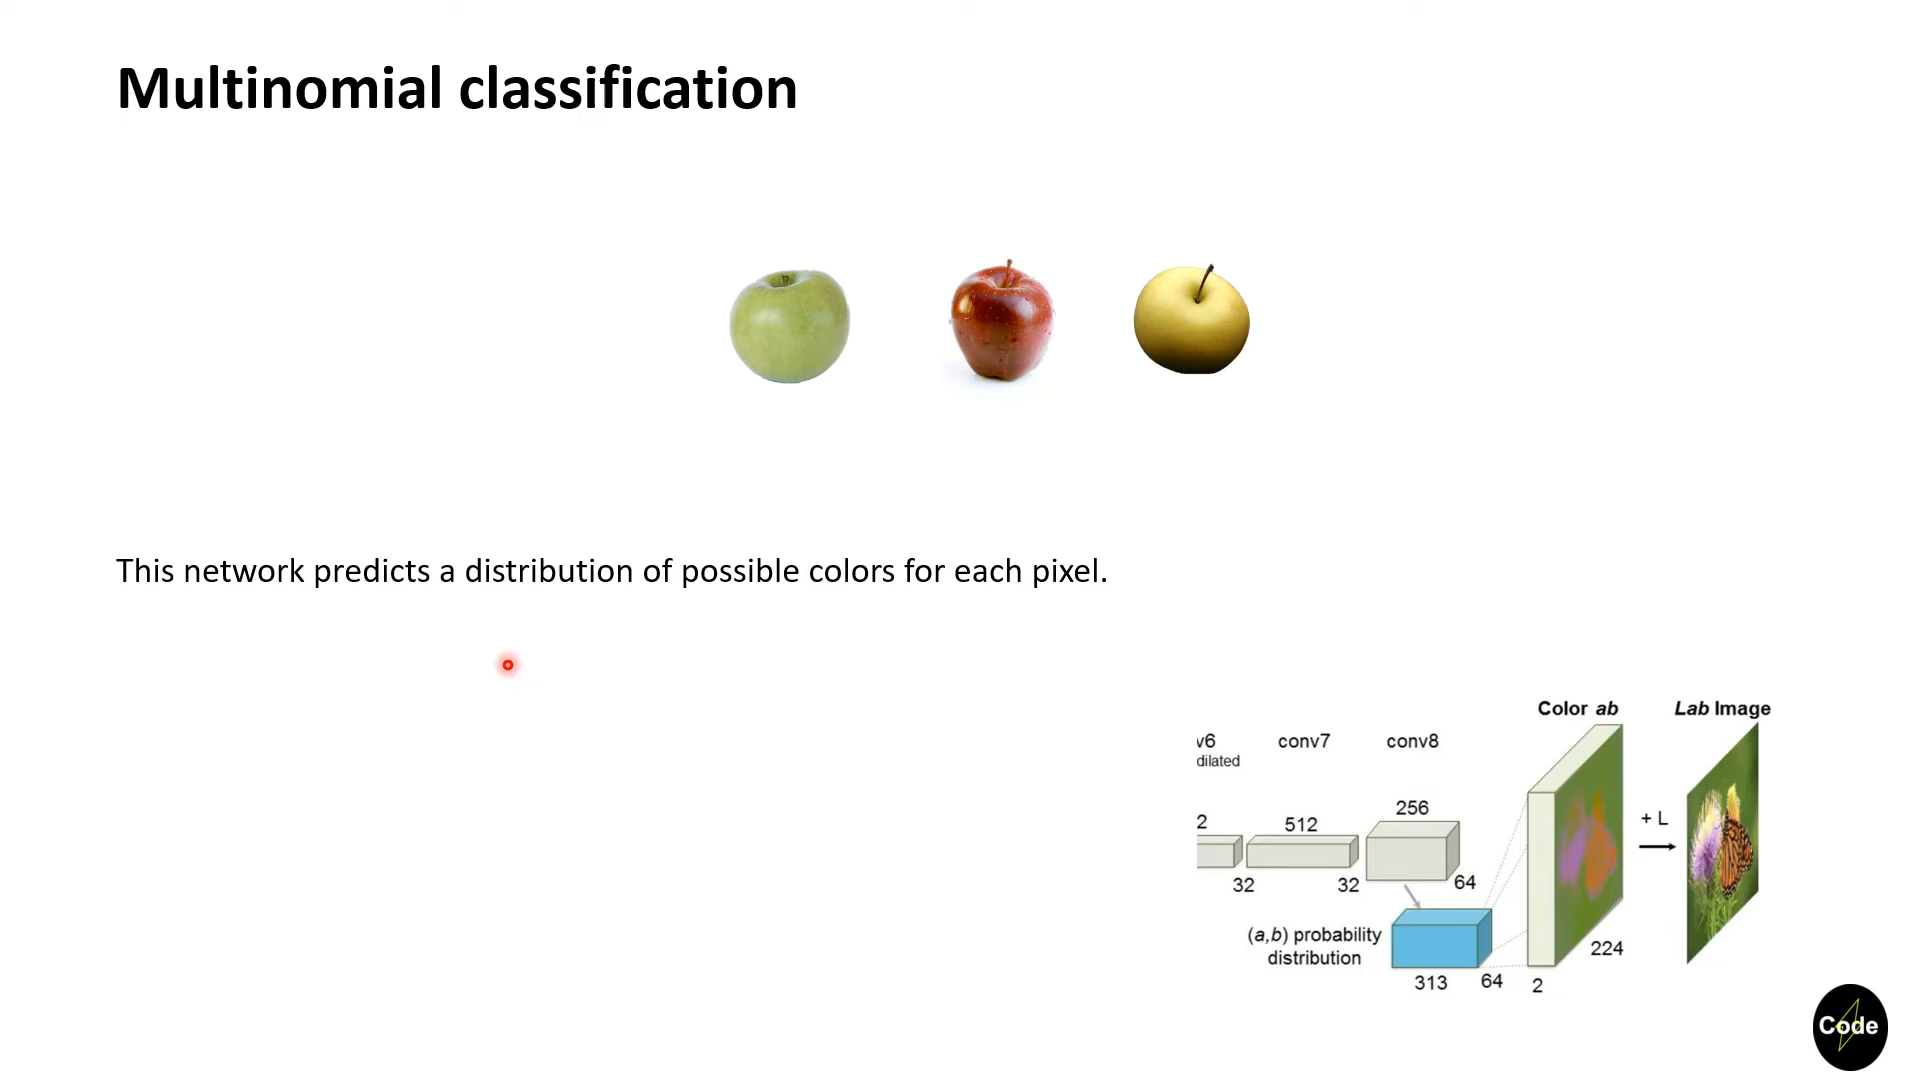 Multinomial classification
This network predicts a distribution of possible colors for each pixel.
Color ab
Lab Image
v6
dilated
conv7
conv8
2
512
256
+ L
32
32
64
(a,b) probability
distribution
313
64
2
224
Code